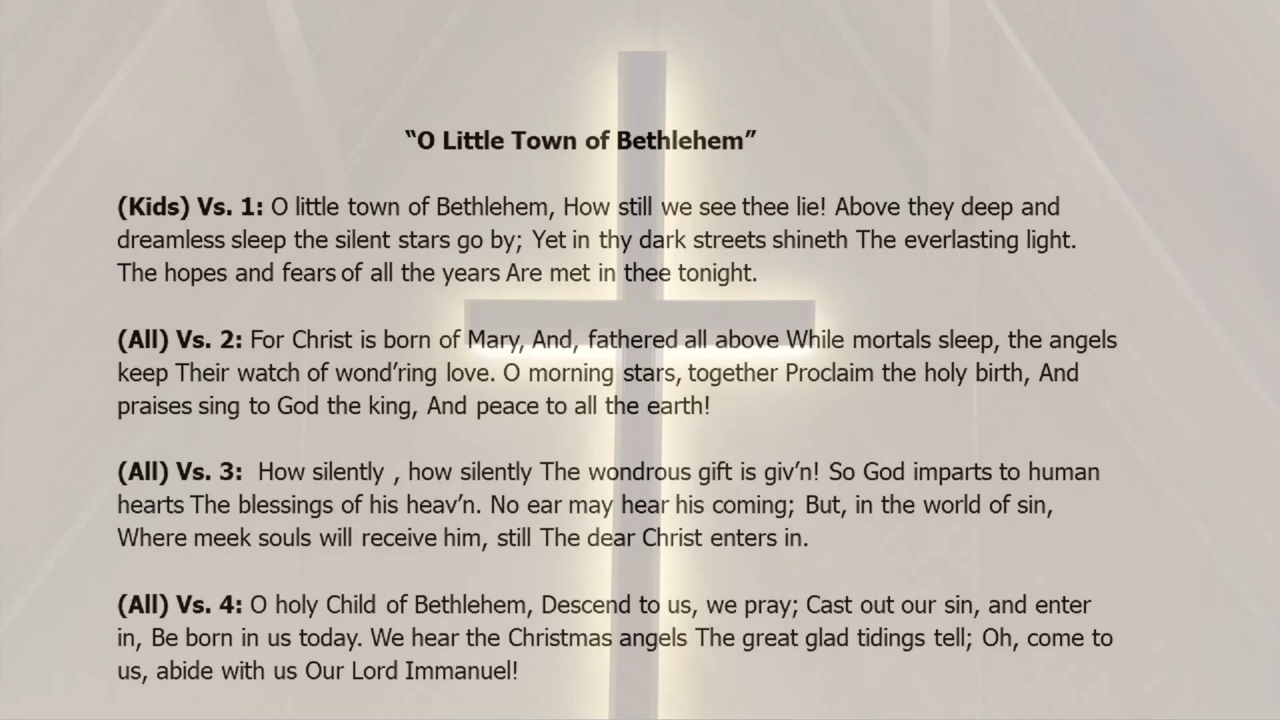 “O Little Town of Bethlehem”
(Kids) Vs. 1: O little town of Bethlehem, How still we see thee lie! Above they deep and
dreamless sleep the silent stars go by; Yet in thy dark streets shineth The everlasting light.
The hopes and fears of all the years Are met in thee tonight.
(All) Vs. 2: For Christ is born of Mary, And, fathered all above While mortals sleep, the angels
keep Their watch of wond’ring love. O morning stars, together Proclaim the holy birth, And
praises sing to God the king, And peace to all the earth!
(All) Vs. 3:  How silently , how silently The wondrous gift is giv’n! So God imparts to human
hearts The blessings of his heav’n. No ear may hear his coming; But, in the world of sin,
Where meek souls will receive him, still The dear Christ enters in.
(All) Vs. 4: O holy Child of Bethlehem, Descend to us, we pray; Cast out our sin, and enter
in, Be born in us today. We hear the Christmas angels The great glad tidings tell; Oh, come to
us, abide with us Our Lord Immanuel!